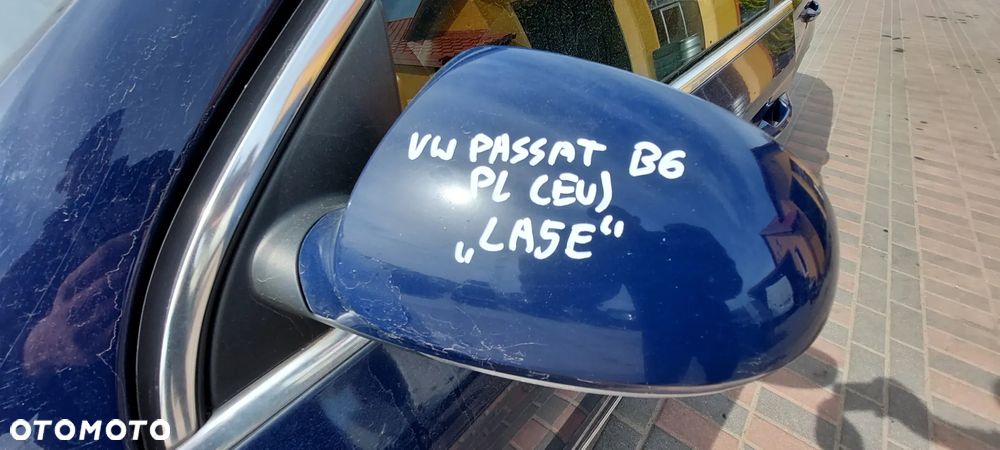 VW PASSAT B6
PL (EU)
„LA5E“
OTOMOTO